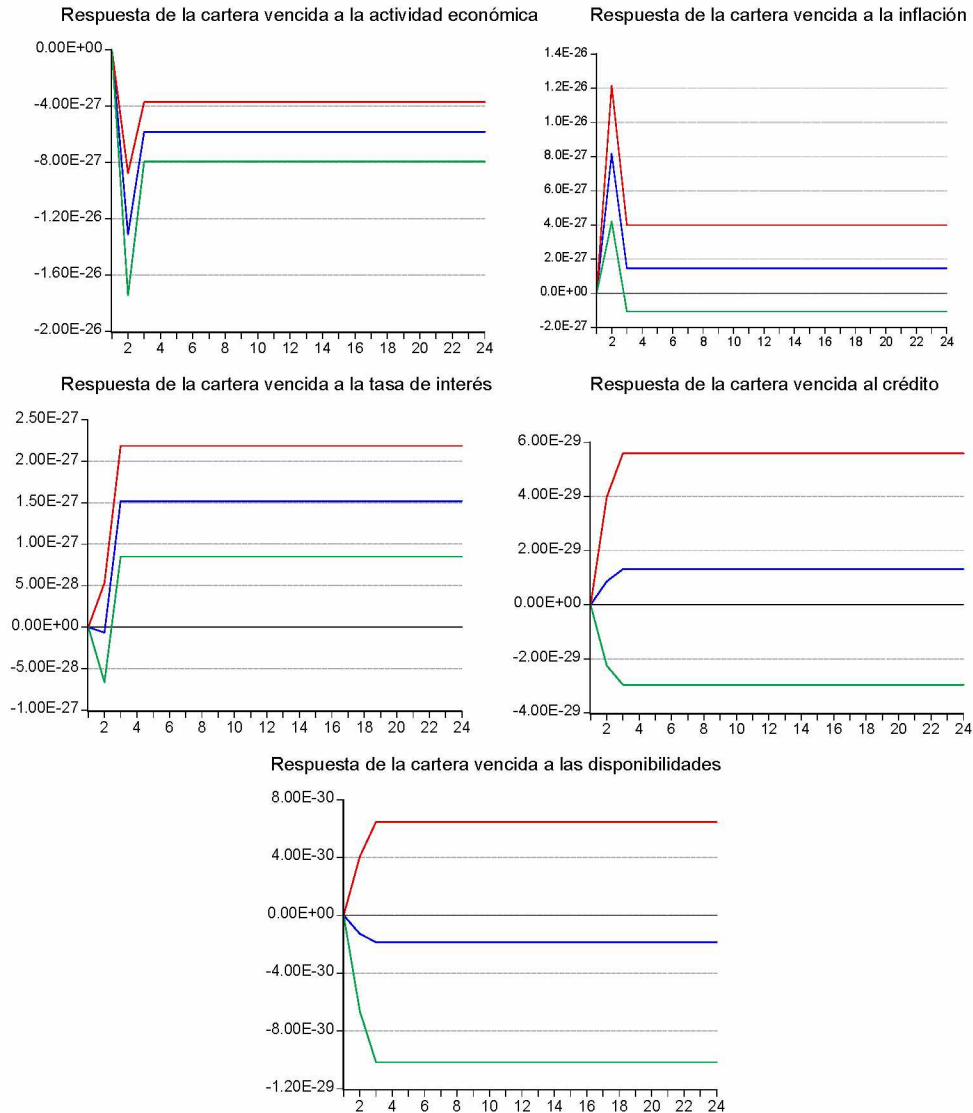 Respuesta de la cartera vencida a la actividad económica
0.00E+00
-4.00E-27
-8.00E-27
-1.20E-26
-1.60E-26
-2.00E-26
2 4 6 8 10 12 14 16 18 20 22 24
Respuesta de la cartera vencida a la inflación
1.4E-26
1.2E-26
1.0E-26
8.0E-27
6.0E-27
4.0E-27
2.0E-27
0.0E+00
-2.0E-27
2 4 6 8 10 12 14 16 18 20 22 24
Respuesta de la cartera vencida a la tasa de interés
2.50E-27
2.00E-27
1.50E-27
1.00E-27
5.00E-28
0.00E+00
-5.00E-28
-1.00E-27
2 4 6 8 10 12 14 16 18 20 22 24
Respuesta de la cartera vencida al crédito
6.00E-29
4.00E-29
2.00E-29
0.00E+00
-2.00E-29
-4.00E-29
2 4 6 8 10 12 14 16 18 20 22 24
Respuesta de la cartera vencida a las disponibilidades
8.00E-30
4.00E-30
0.00E+00
-4.00E-30
-8.00E-30
-1.20E-29
2 4 6 8 10 12 14 16 18 20 22 24